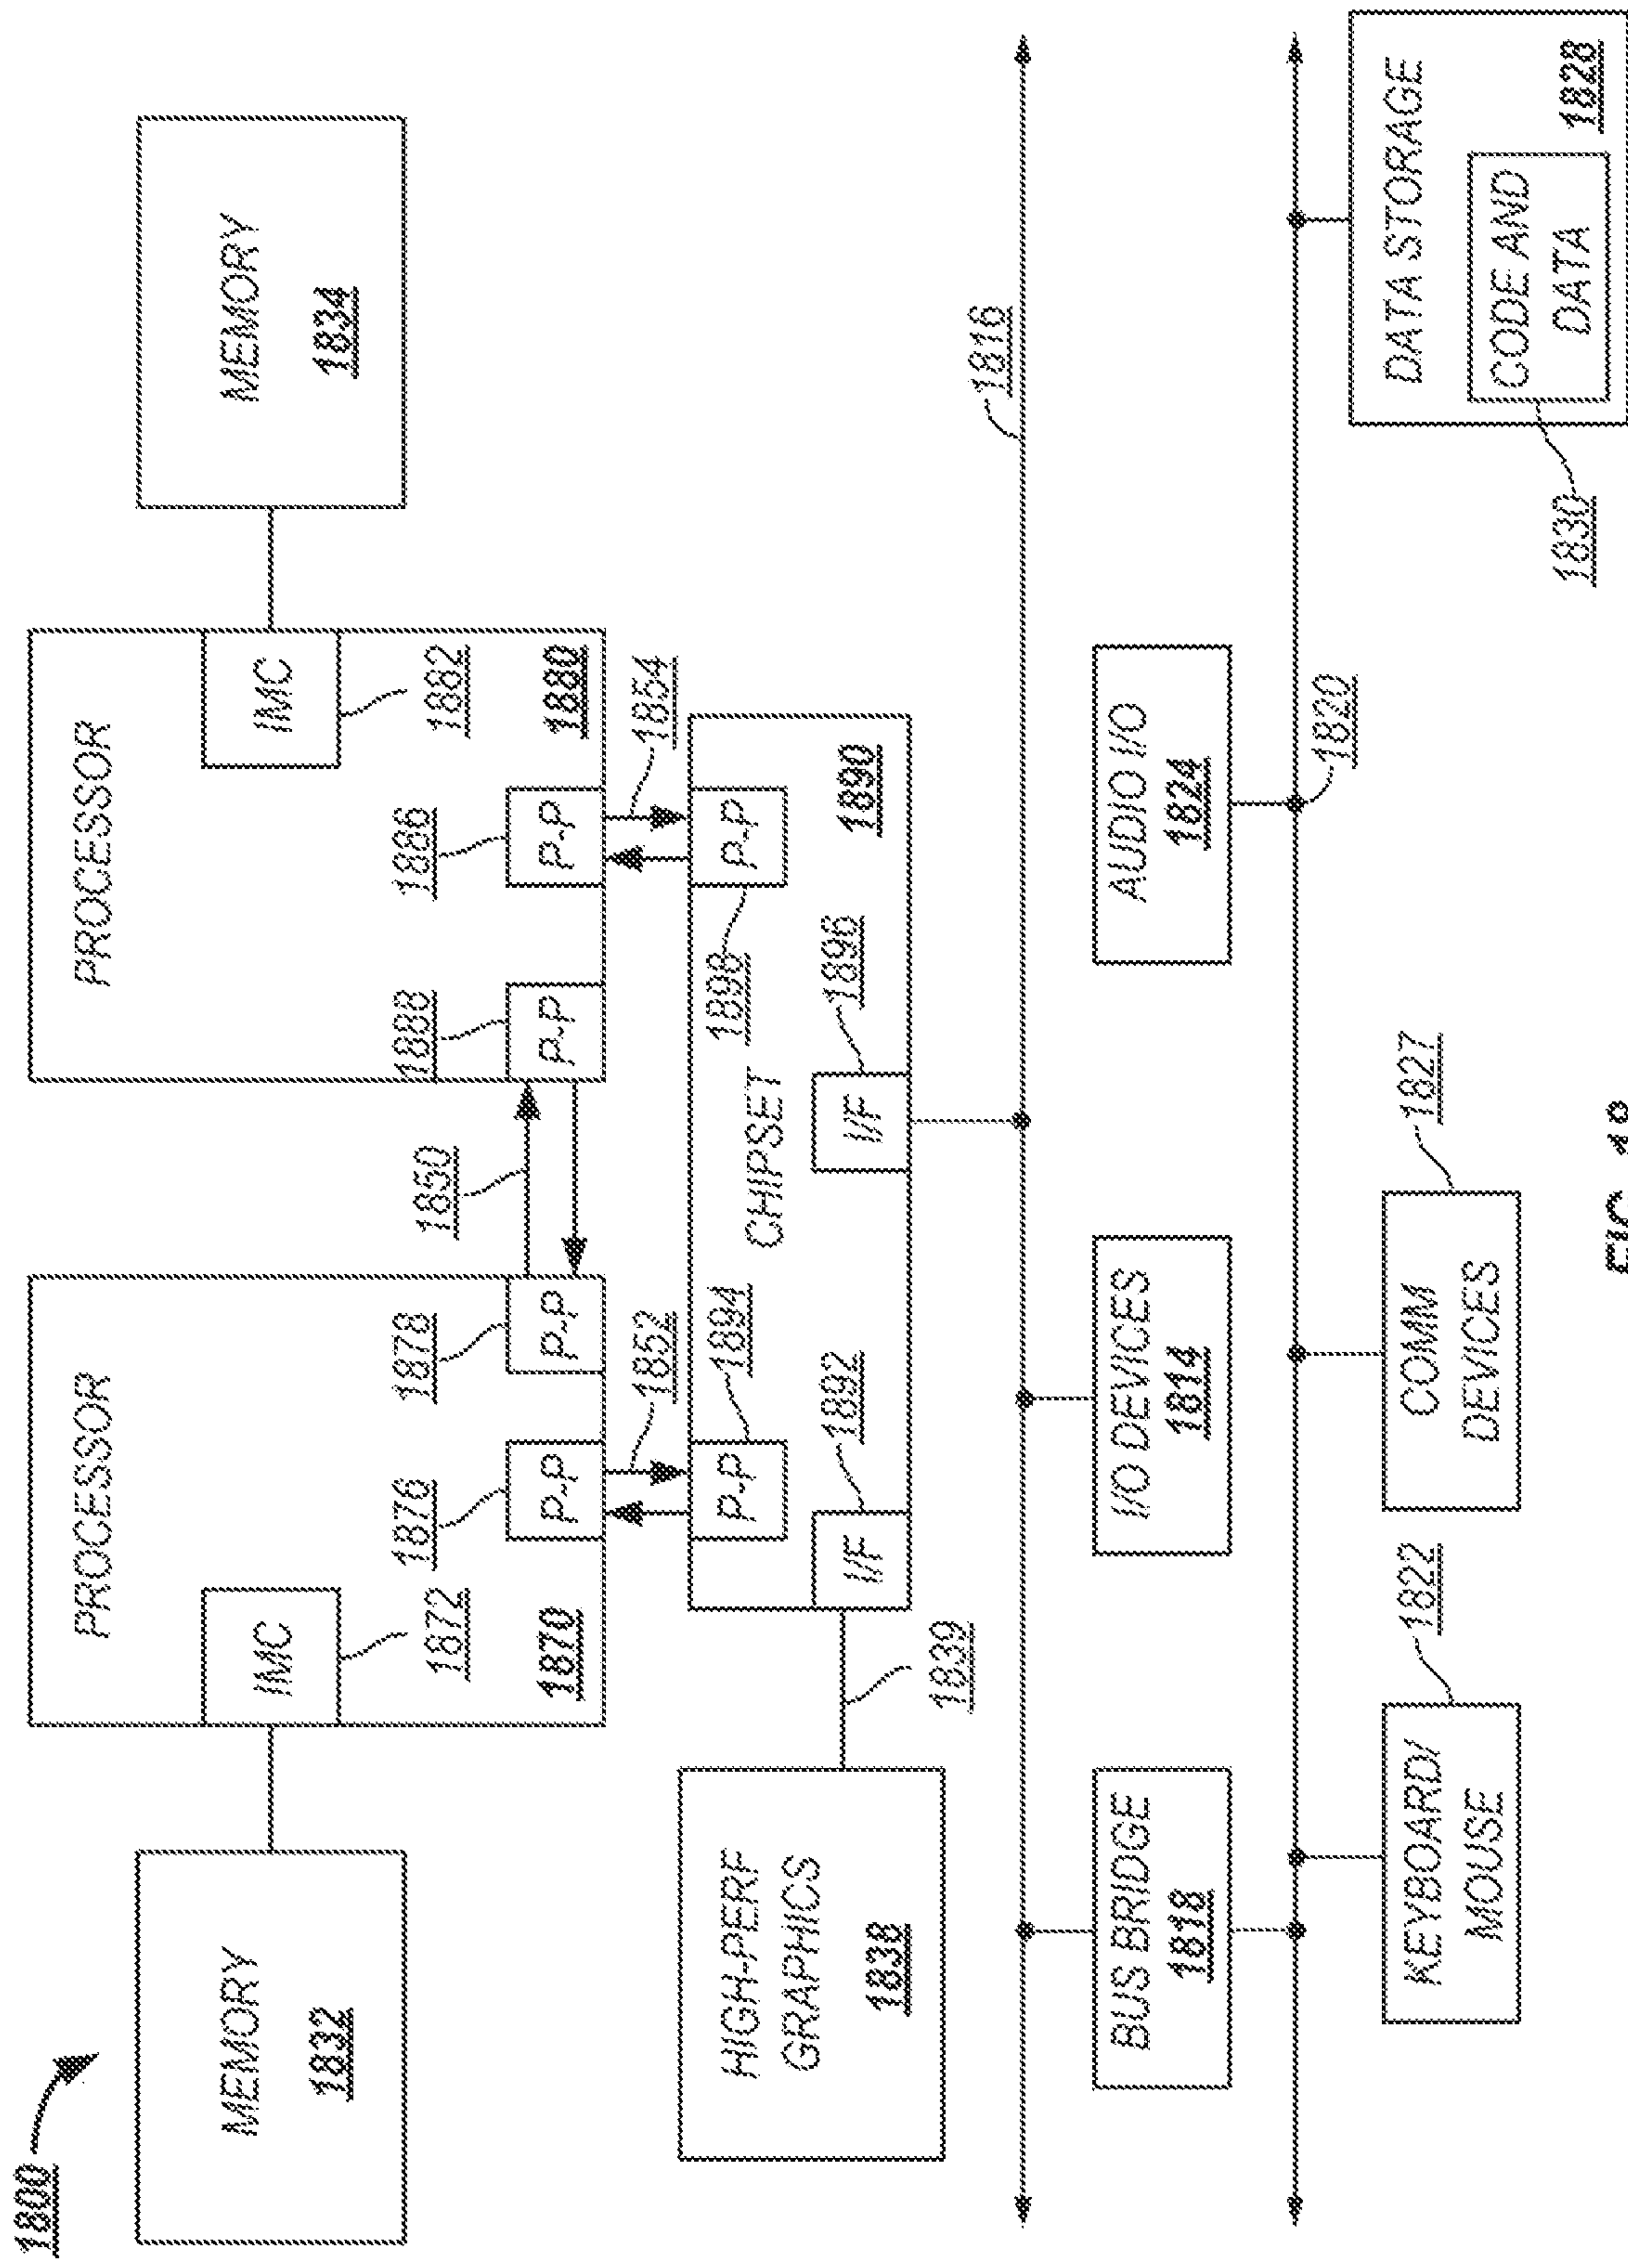 1800
PROCESSOR
PROCESSOR
MEMORY
1832
IMC
1872
1876
1878
P-P
P-P
1870
1850
1888
1886
P-P
P-P
IMC
1882
1880
MEMORY
1834
1852
1854
HIGH-PERF
GRAPHICS
1838
1839
P-P
1894
CHIPSET
1898
P-P
I/F
1892
I/F
1896
1890
1816
BUS BRIDGE
1818
I/O DEVICES
1814
AUDIO I/O
1824
1820
KEYBOARD/
MOUSE
1822
COMM
DEVICES
1827
DATA STORAGE
CODE AND
DATA
1828
1830